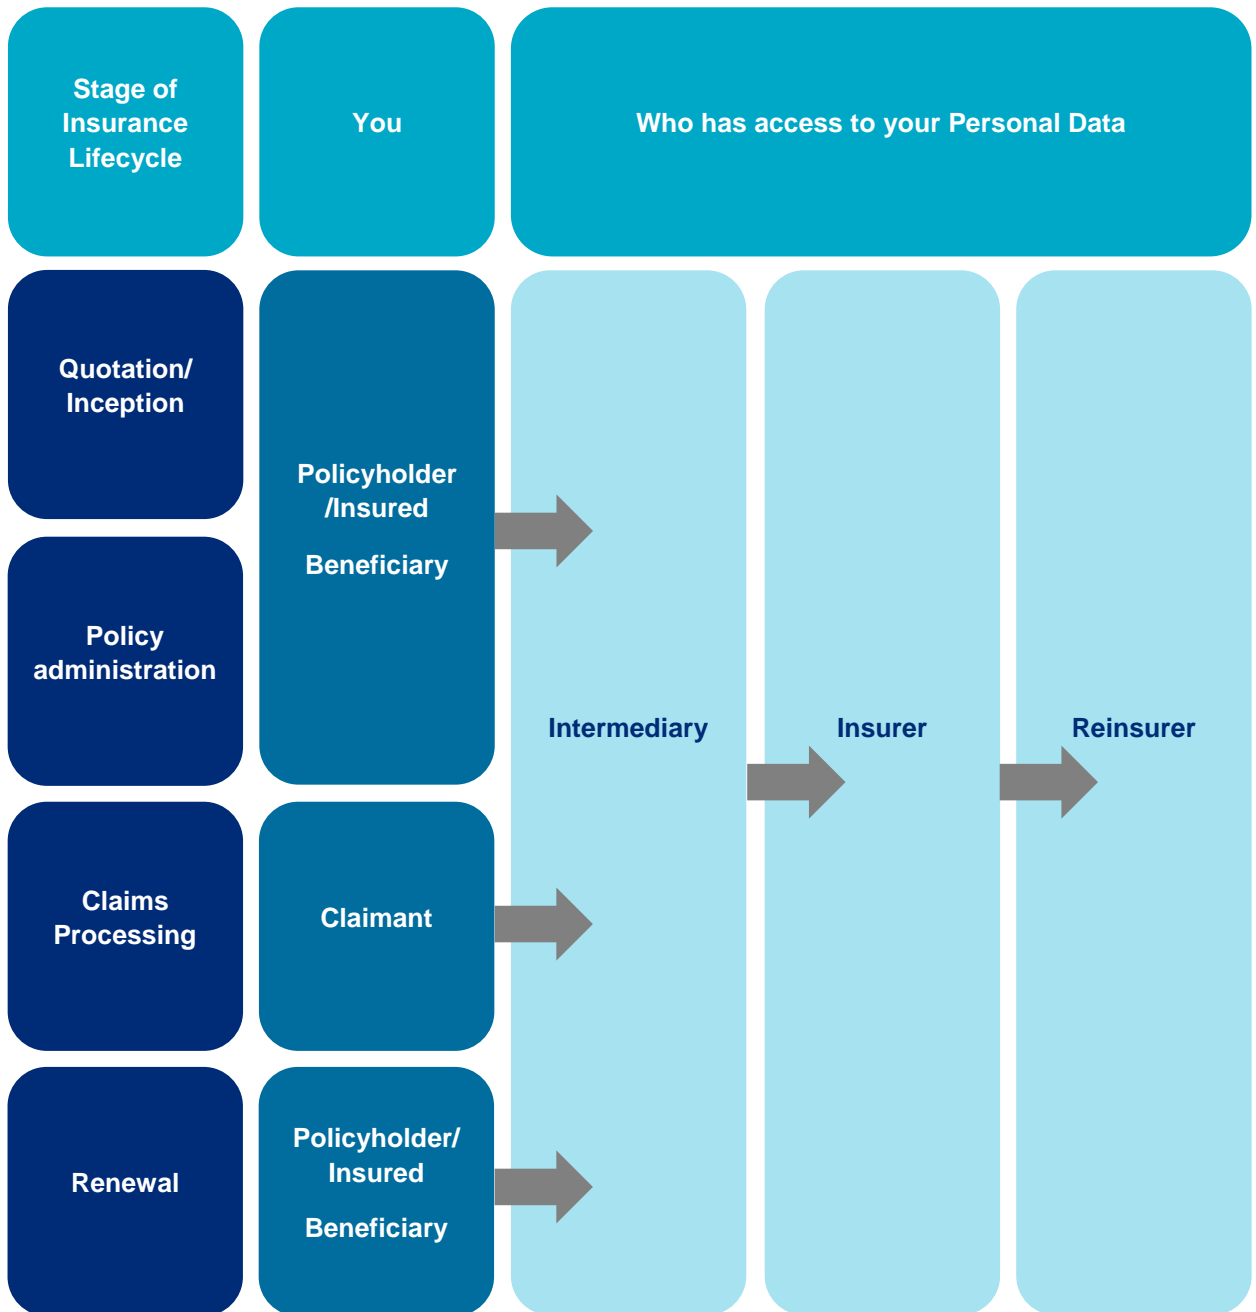 Stage of
Insurance
Lifecycle
You
Who has access to your Personal Data
Quotation/
Inception
Policyholder
/Insured
Beneficiary
Policy
administration
Intermediary
Insurer
Reinsurer
Claims
Processing
Claimant
Renewal
Policyholder/
Insured
Beneficiary